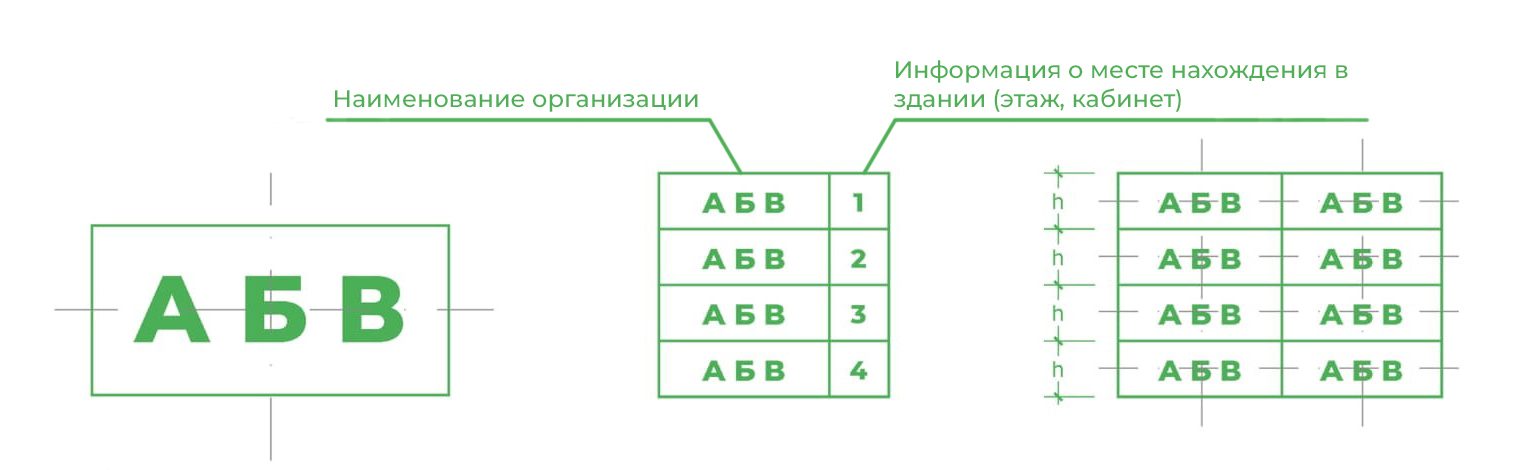 Наименование организации
Информация о месте нахождения в
здании (этаж, кабинет)
А Б В
А Б В 1
А Б В 2
А Б В 3
А Б В 4
h А Б В А Б В
h А Б В А Б В
h А Б В А Б В
h А Б В А Б В